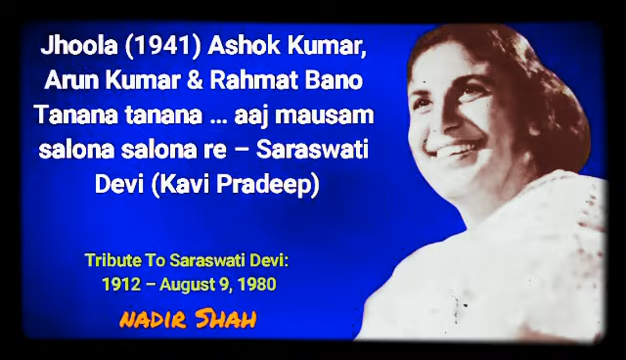 Jhoola (1941) Ashok Kumar,
Arun Kumar & Rahmat Bano
Tanana tanana ... aaj mausam
salona salona re – Saraswati
Devi (Kavi Pradeep)
Tribute To Saraswati Devi:
1912 – August 9, 1980
NADIR SHAH